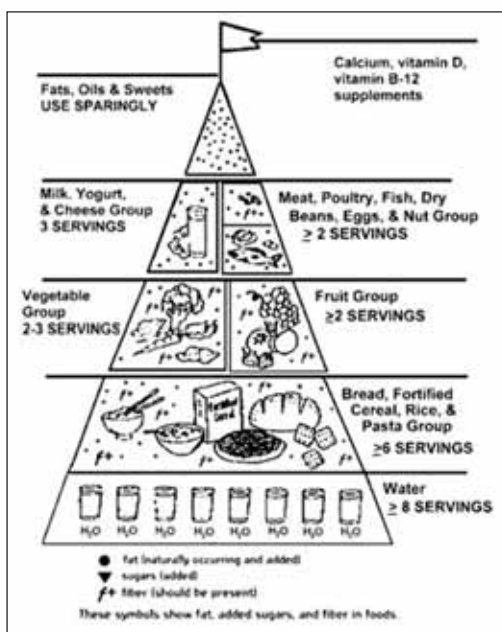 Calcium, vitamin D,
vitamin B-12
supplements
Fats, Oils & Sweets
USE SPARINGLY
Milk, Yogurt,
& Cheese Group
3 SERVINGS
Meat, Poultry, Fish, Dry
Beans, Eggs, & Nut Group
≥ 2 SERVINGS
Vegetable
Group
2-3 SERVINGS
Fruit Group
≥2 SERVINGS
Bread, Fortified
Cereal, Rice, &
Pasta Group
≥6 SERVINGS
Water
≥ 8 SERVINGS
H₂O H₂O H₂O H₂O H₂O H₂O H₂O H₂O
fat (naturally occurring and added)
sugars (added)
f+ fiber (should be present)
These symbols show fat, added sugars, and fiber in foods.